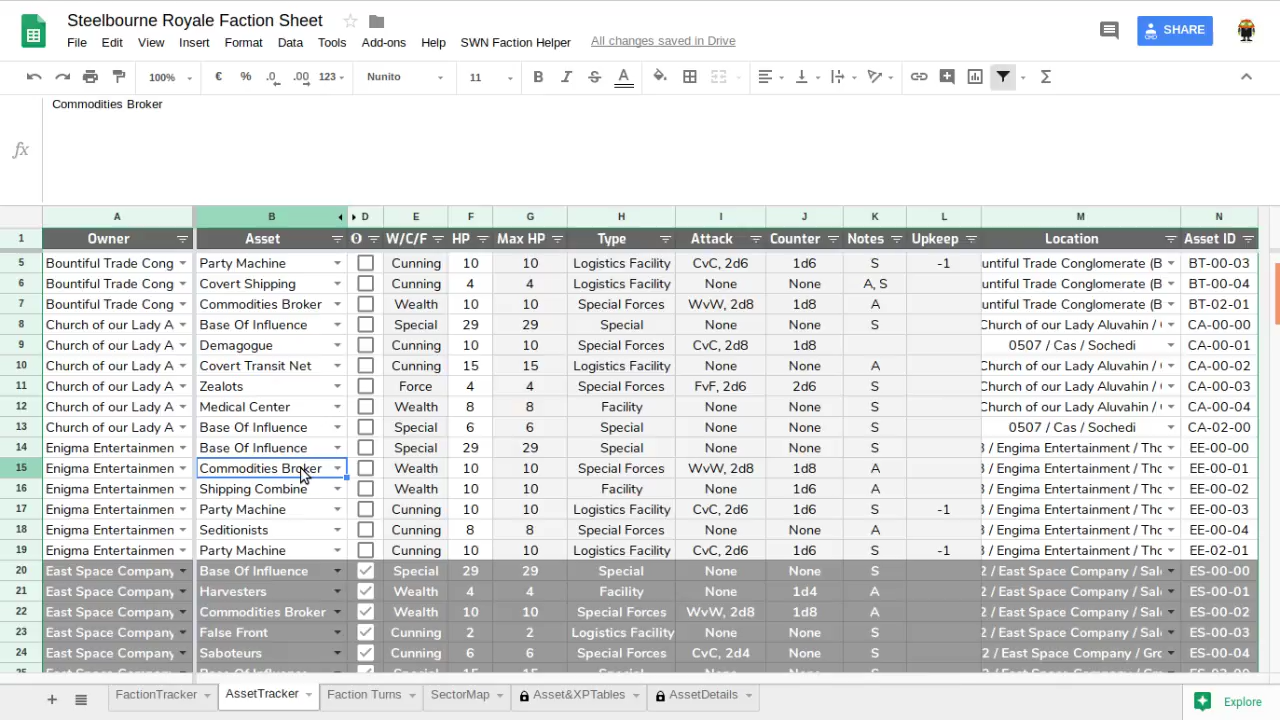 Steelbourne Royale Faction Sheet
File Edit View Insert Format Data Tools Add-ons Help SWN Faction Helper All changes saved in Drive
SHARE
100% € % .0 .00 123 Nunito 11 B I S A Σ
Commodities Broker
fx
A B D E F G H I J K L M N
1 Owner Asset O W/C/F HP Max HP Type Attack Counter Notes Upkeep Location Asset ID
5 Bountiful Trade Cong Party Machine Cunning 10 10 Logistics Facility CvC, 2d6 1d6 S -1 untiful Trade Conglomerate (B BT-00-03
6 Bountiful Trade Cong Covert Shipping Cunning 4 4 Logistics Facility None None A, S untiful Trade Conglomerate (B BT-00-04
7 Bountiful Trade Cong Commodities Broker Wealth 10 10 Special Forces WvW, 2d8 1d8 A untiful Trade Conglomerate (B BT-02-01
8 Church of our Lady A Base Of Influence Special 29 29 Special None None S Church of our Lady Aluvahin / CA-00-00
9 Church of our Lady A Demagogue Cunning 10 10 Special Forces CvC, 2d8 1d8 0507 / Cas / Sochedi CA-00-01
10 Church of our Lady A Covert Transit Net Cunning 15 15 Logistics Facility None None A Church of our Lady Aluvahin / CA-00-02
11 Church of our Lady A Zealots Force 4 4 Special Forces FvF, 2d6 2d6 S Church of our Lady Aluvahin / CA-00-03
12 Church of our Lady A Medical Center Wealth 8 8 Facility None None S Church of our Lady Aluvahin / CA-00-04
13 Church of our Lady A Base Of Influence Special 6 6 Special None None S 0507 / Cas / Sochedi CA-02-00
14 Enigma Entertainmen Base Of Influence Special 29 29 Special None None S / Engima Entertainment / Tho EE-00-00
15 Enigma Entertainmen Commodities Broker Wealth 10 10 Special Forces WvW, 2d8 1d8 A / Engima Entertainment / Tho EE-00-01
16 Enigma Entertainmen Shipping Combine Wealth 10 10 Facility None 1d6 A / Engima Entertainment / Tho EE-00-02
17 Enigma Entertainmen Party Machine Cunning 10 10 Logistics Facility CvC, 2d6 1d6 S -1 / Engima Entertainment / Tho EE-00-03
18 Enigma Entertainmen Seditionists Cunning 8 8 Special Forces None None A / Engima Entertainment / Tho EE-00-04
19 Enigma Entertainmen Party Machine Cunning 10 10 Logistics Facility CvC, 2d6 1d6 S -1 / Engima Entertainment / Tho EE-02-01
20 East Space Company Base Of Influence Special 29 29 Special None None S 2 / East Space Company / Sal ES-00-00
21 East Space Company Harvesters Wealth 4 4 Facility None 1d4 A 2 / East Space Company / Sal ES-00-01
22 East Space Company Commodities Broker Wealth 10 10 Special Forces WvW, 2d8 1d8 A 2 / East Space Company / Sal ES-00-02
23 East Space Company False Front Cunning 2 2 Logistics Facility None None S 2 / East Space Company / Sal ES-00-03
24 East Space Company Saboteurs Cunning 6 6 Special Forces CvC, 2d4 None S 2 / East Space Company / Gro ES-00-04
FactionTracker AssetTracker Faction Turns SectorMap Asset&XPTables AssetDetails Explore